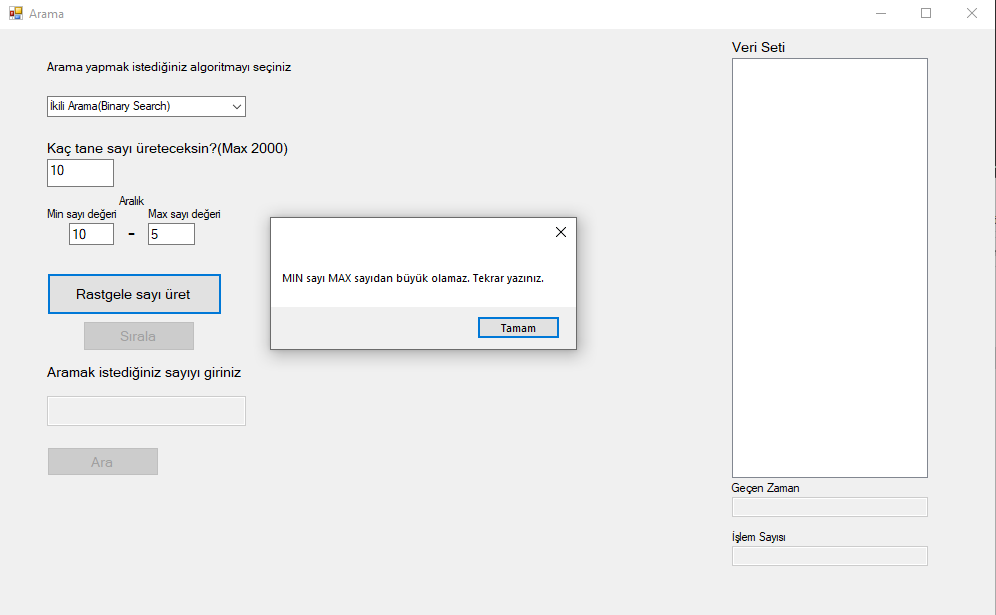 Arama
Arama yapmak istediğiniz algoritmayı seçiniz
İkili Arama(Binary Search)
Kaç tane sayı üreteceksin?(Max 2000)
10
Aralık
Min sayı değeri
Max sayı değeri
10
-
5
Rastgele sayı üret
Sırala
Aramak istediğiniz sayıyı giriniz
Ara
MIN sayı MAX sayıdan büyük olamaz. Tekrar yazınız.
Tamam
Veri Seti
Geçen Zaman
İşlem Sayısı